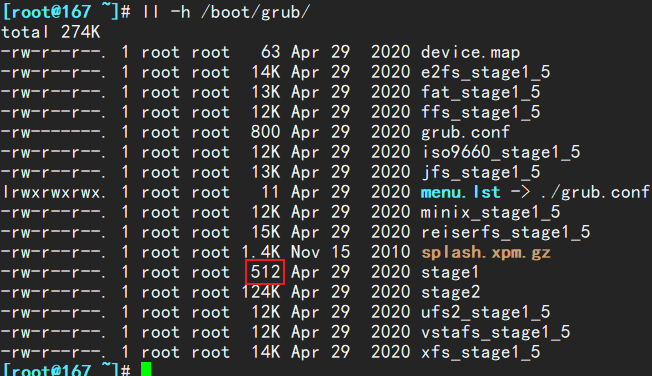 [root@167 ~]# ll -h /boot/grub/
total 274K
-rw-r--r--. 1 root root   63 Apr 29  2020 device.map
-rw-r--r--. 1 root root  14K Apr 29  2020 e2fs_stage1_5
-rw-r--r--. 1 root root  13K Apr 29  2020 fat_stage1_5
-rw-r--r--. 1 root root  12K Apr 29  2020 ffs_stage1_5
-rw-------. 1 root root  800 Apr 29  2020 grub.conf
-rw-r--r--. 1 root root  12K Apr 29  2020 iso9660_stage1_5
-rw-r--r--. 1 root root  13K Apr 29  2020 jfs_stage1_5
lrwxrwxrwx. 1 root root   11 Apr 29  2020 menu.lst -> ./grub.conf
-rw-r--r--. 1 root root  12K Apr 29  2020 minix_stage1_5
-rw-r--r--. 1 root root  15K Apr 29  2020 reiserfs_stage1_5
-rw-r--r--. 1 root root 1.4K Nov 15  2010 splash.xpm.gz
-rw-r--r--. 1 root root  512 Apr 29  2020 stage1
-rw-r--r--. 1 root root 124K Apr 29  2020 stage2
-rw-r--r--. 1 root root  12K Apr 29  2020 ufs2_stage1_5
-rw-r--r--. 1 root root  12K Apr 29  2020 vstafs_stage1_5
-rw-r--r--. 1 root root  14K Apr 29  2020 xfs_stage1_5
[root@167 ~]#